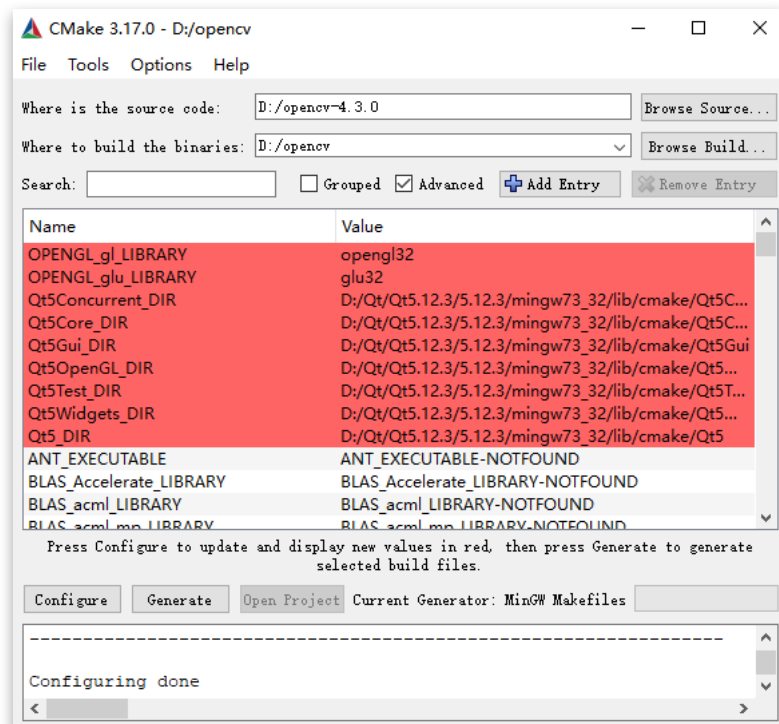 CMake 3.17.0 - D:/opencv
File Tools Options Help
Where is the source code: D:/opencv-4.3.0 Browse Source...
Where to build the binaries: D:/opencv Browse Build...
Search: Grouped Advanced Add Entry Remove Entry
Name Value
OPENGL_gl_LIBRARY opengl32
OPENGL_glu_LIBRARY glu32
Qt5Concurrent_DIR D:/Qt/Qt5.12.3/5.12.3/mingw73_32/lib/cmake/Qt5C...
Qt5Core_DIR D:/Qt/Qt5.12.3/5.12.3/mingw73_32/lib/cmake/Qt5C...
Qt5Gui_DIR D:/Qt/Qt5.12.3/5.12.3/mingw73_32/lib/cmake/Qt5Gui
Qt5OpenGL_DIR D:/Qt/Qt5.12.3/5.12.3/mingw73_32/lib/cmake/Qt5...
Qt5Test_DIR D:/Qt/Qt5.12.3/5.12.3/mingw73_32/lib/cmake/Qt5T...
Qt5Widgets_DIR D:/Qt/Qt5.12.3/5.12.3/mingw73_32/lib/cmake/Qt5...
Qt5_DIR D:/Qt/Qt5.12.3/5.12.3/mingw73_32/lib/cmake/Qt5
ANT_EXECUTABLE ANT_EXECUTABLE-NOTFOUND
BLAS_Accelerate_LIBRARY BLAS_Accelerate_LIBRARY-NOTFOUND
BLAS_acml_LIBRARY BLAS_acml_LIBRARY-NOTFOUND
BLAS_acml_mp_LIBRARY BLAS_acml_mp_LIBRARY-NOTFOUND
Press Configure to update and display new values in red, then press Generate to generate
selected build files.
Configure Generate Open Project Current Generator: MinGW Makefiles
------------------------------------------------------------------
Configuring done